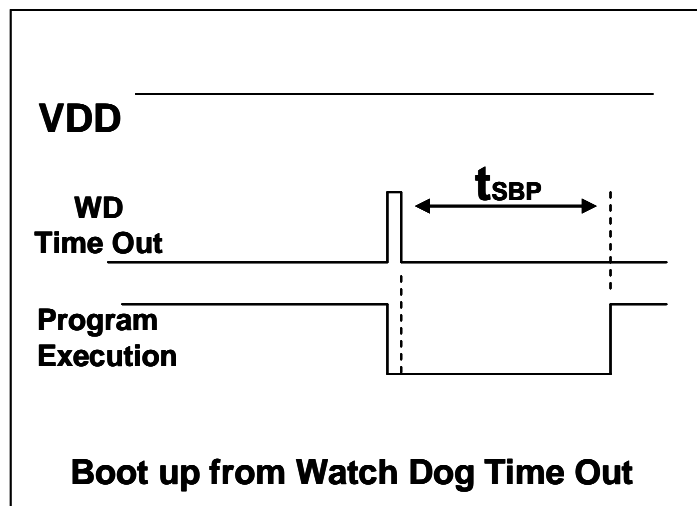 VDD
tSBP
WD
Time Out
Program
Execution
Boot up from Watch Dog Time Out